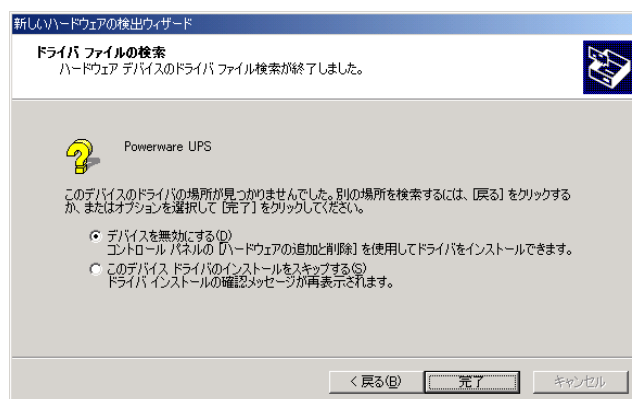 新しいハードウェアの検出ウィザード
ドライバ ファイルの検索
ハードウェア デバイスのドライバ ファイル検索が終了しました。
Powerware UPS
このデバイスのドライバの場所が見つかりませんでした。別の場所を検索するには、[戻る] をクリックする
か、またはオプションを選択して [完了] をクリックしてください。
デバイスを無効にする(D)
コントロール パネルの [ハードウェアの追加と削除] を使用してドライバをインストールできます。
このデバイス ドライバのインストールをスキップする(S)
ドライバ インストールの確認メッセージが再表示されます。
< 戻る(B)
完了
キャンセル